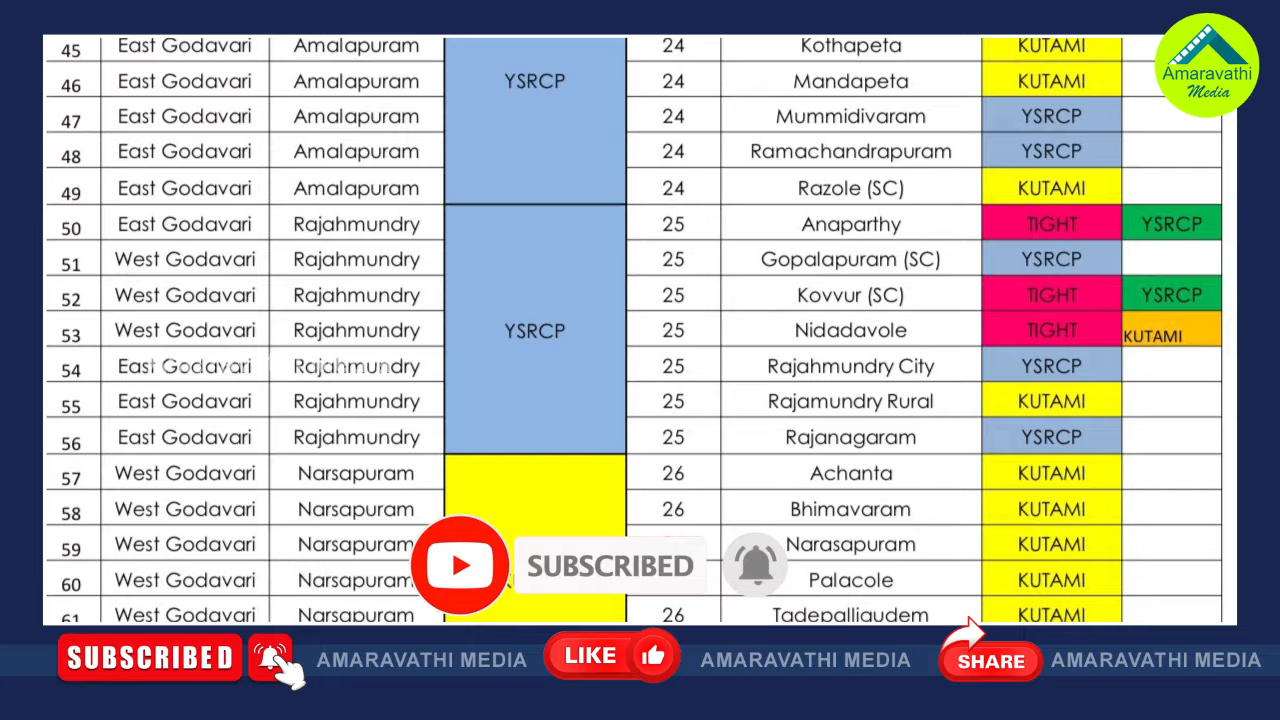 45 East Godavari Amalapuram 24 Kothapeta KUTAMI
46 East Godavari Amalapuram YSRCP 24 Mandapeta KUTAMI
47 East Godavari Amalapuram 24 Mummidivaram YSRCP
48 East Godavari Amalapuram 24 Ramachandrapuram YSRCP
49 East Godavari Amalapuram 24 Razole (SC) KUTAMI
50 East Godavari Rajahmundry 25 Anaparthy TIGHT YSRCP
51 West Godavari Rajahmundry 25 Gopalapuram (SC) YSRCP
52 West Godavari Rajahmundry 25 Kovvur (SC) TIGHT YSRCP
53 West Godavari Rajahmundry YSRCP 25 Nidadavole TIGHT KUTAMI
54 East Godavari Rajahmundry 25 Rajahmundry City YSRCP
55 East Godavari Rajahmundry 25 Rajamundry Rural KUTAMI
56 East Godavari Rajahmundry 25 Rajanagaram YSRCP
57 West Godavari Narsapuram 26 Achanta KUTAMI
58 West Godavari Narsapuram 26 Bhimavaram KUTAMI
59 West Godavari Narsapuram Narasapuram KUTAMI
60 West Godavari Narsapuram Palacole KUTAMI
61 West Godavari Narsapuram 26 Tadepalligudem KUTAMI
Amaravathi
Media
SUBSCRIBED
SUBSCRIBED AMARAVATHI MEDIA LIKE AMARAVATHI MEDIA SHARE AMARAVATHI MEDIA